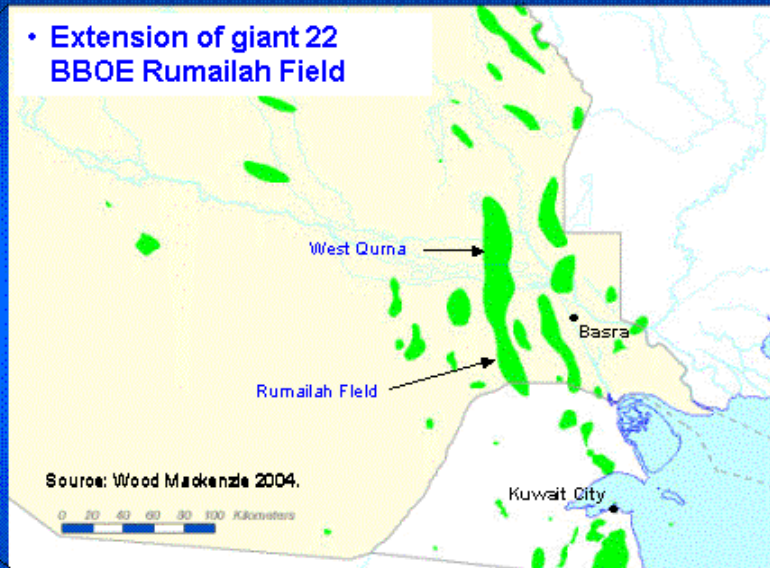 • Extension of giant 22
BBOE Rumailah Field
West Qurna
Basra
Rumailah Field
Source: Wood Mackenzie 2004.
0 20 40 60 80 100 Kilometers
Kuwait City